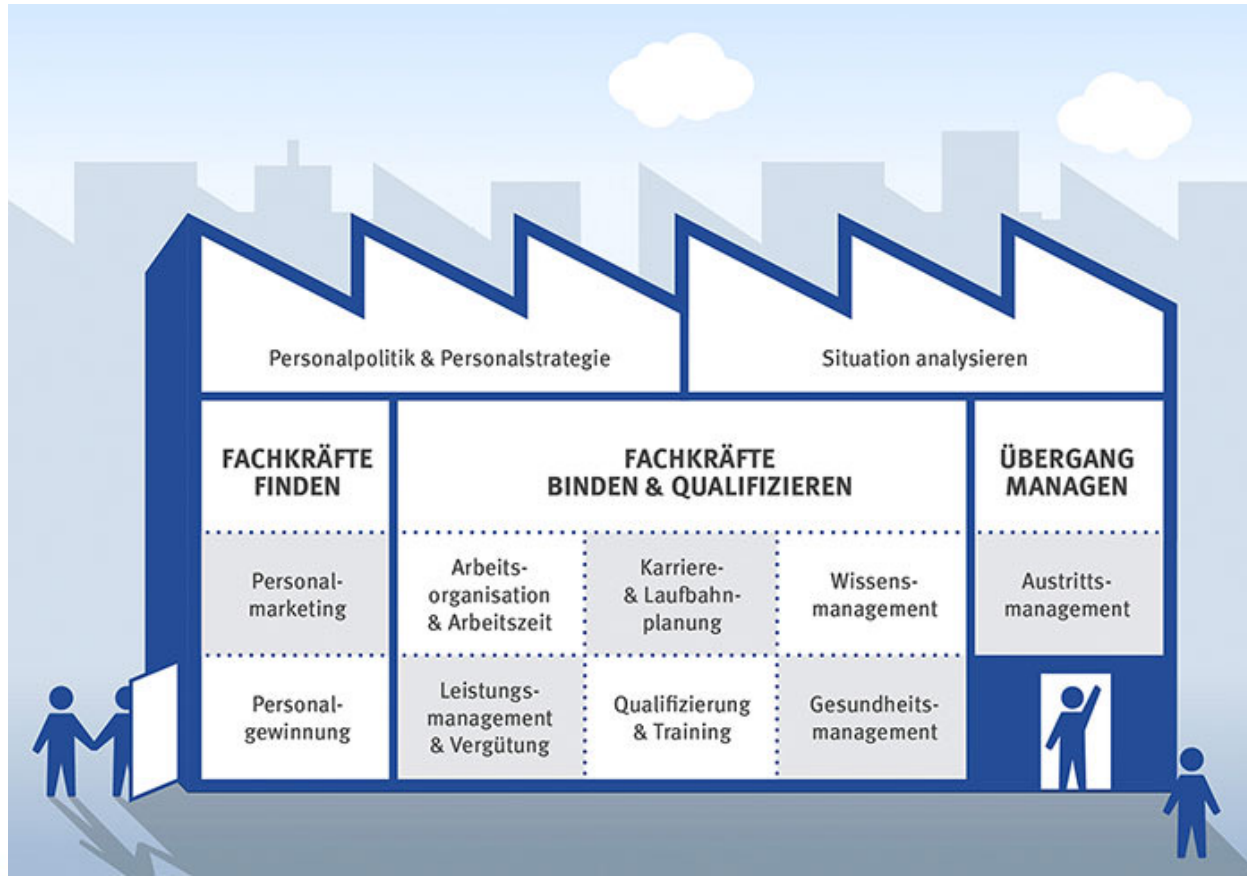 Personalpolitik & Personalstrategie
Situation analysieren
FACHKRÄFTE
FINDEN
Personal-
marketing
Personal-
gewinnung
FACHKRÄFTE
BINDEN & QUALIFIZIEREN
Arbeits-
organisation
& Arbeitszeit
Karriere-
& Laufbahn-
planung
Wissens-
management
Leistungs-
management
& Vergütung
Qualifizierung
& Training
Gesundheits-
management
ÜBERGANG
MANAGEN
Austritts-
management